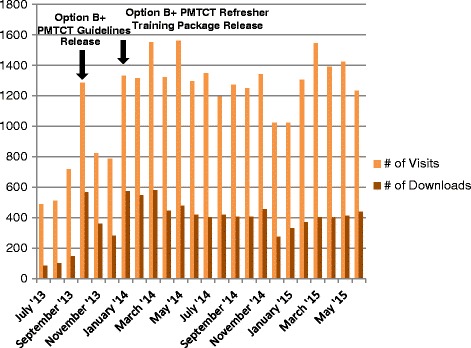 Option B+
PMTCT Guidelines
Release
Option B+ PMTCT Refresher
Training Package Release
1800
1600
1400
1200
1000
800
600
400
200
0
# of Visits
# of Downloads
July '13
September '13
November '13
January '14
March '14
May '14
July '14
September '14
November '14
January '15
March '15
May '15